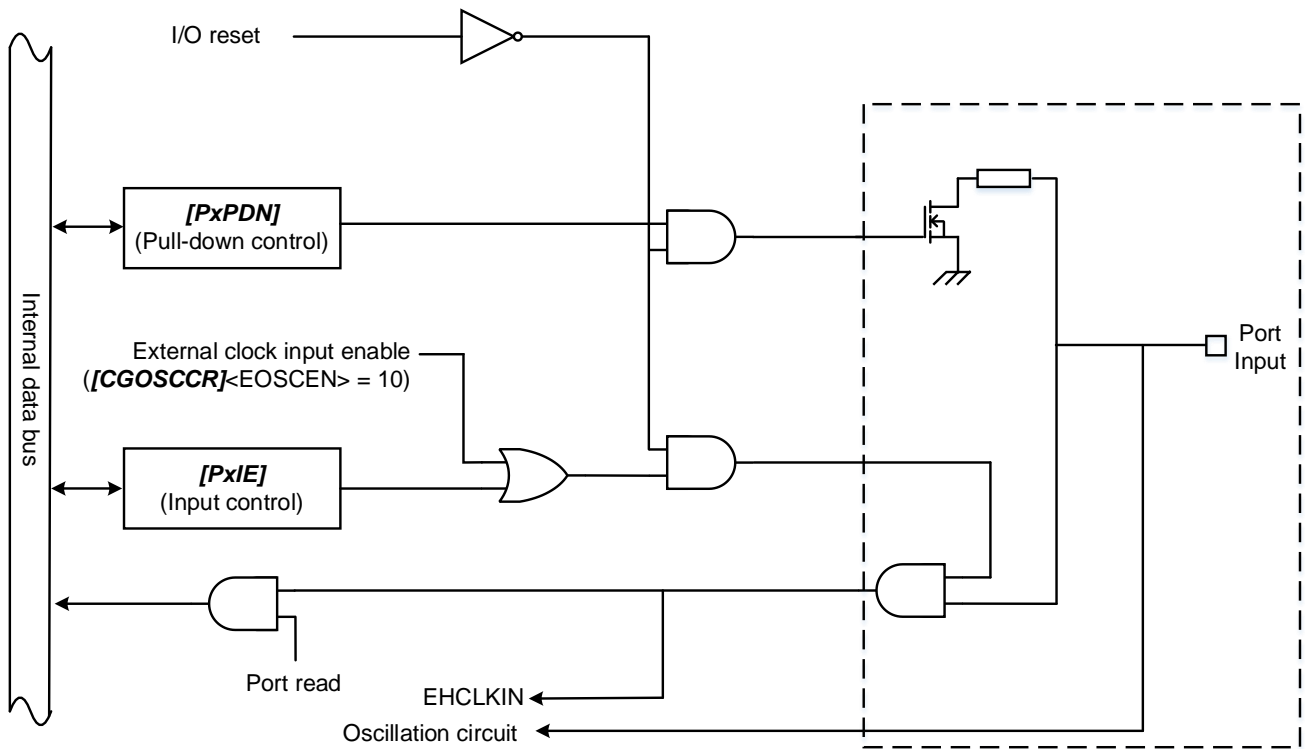 I/O reset
[PxPDN]
(Pull-down control)
Internal data bus
External clock input enable
([CGOSCCR]<EOSCEN> = 10)
Port
Input
[PxIE]
(Input control)
Port read
EHCLKIN
Oscillation circuit